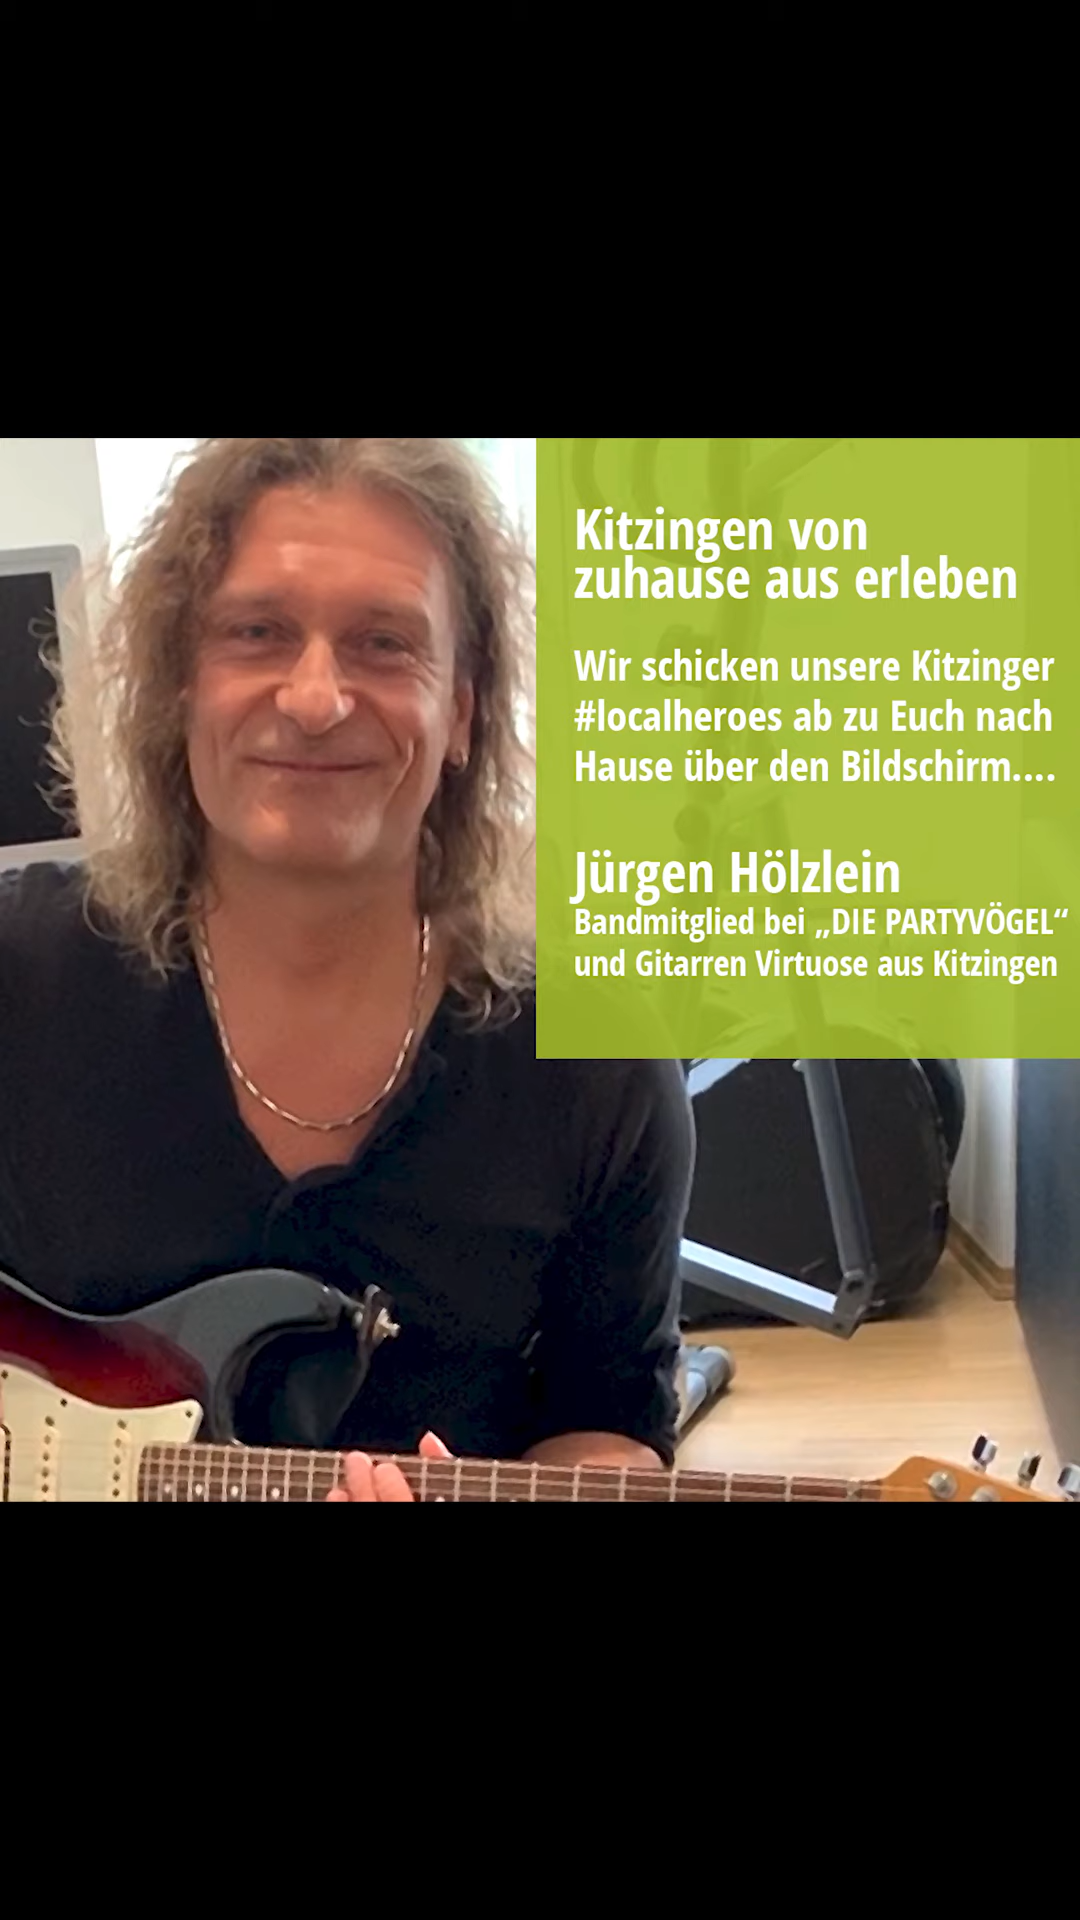 Kitzingen von
zuhause aus erleben
Wir schicken unsere Kitzinger
#localheroes ab zu Euch nach
Hause über den Bildschirm....
Jürgen Hölzlein
Bandmitglied bei „DIE PARTYVÖGEL“
und Gitarren Virtuose aus Kitzingen